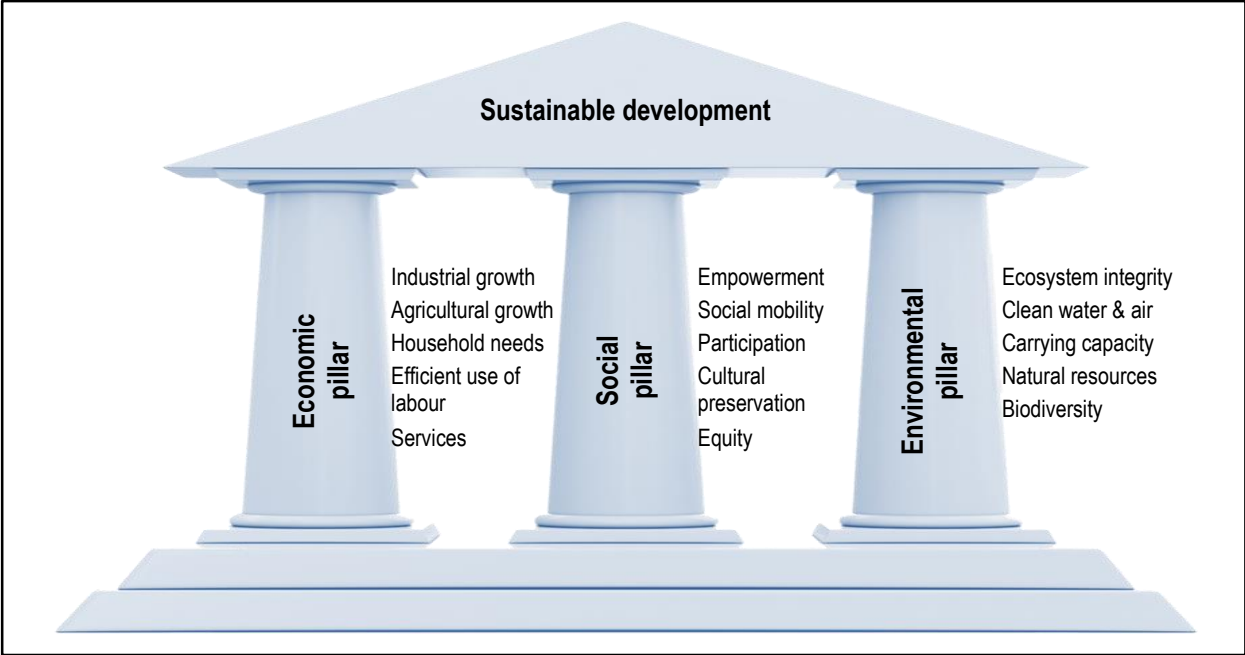 Sustainable development
Economic
pillar
Industrial growth
Agricultural growth
Household needs
Efficient use of
labour
Services
Social
pillar
Empowerment
Social mobility
Participation
Cultural
preservation
Equity
Environmental
pillar
Ecosystem integrity
Clean water & air
Carrying capacity
Natural resources
Biodiversity